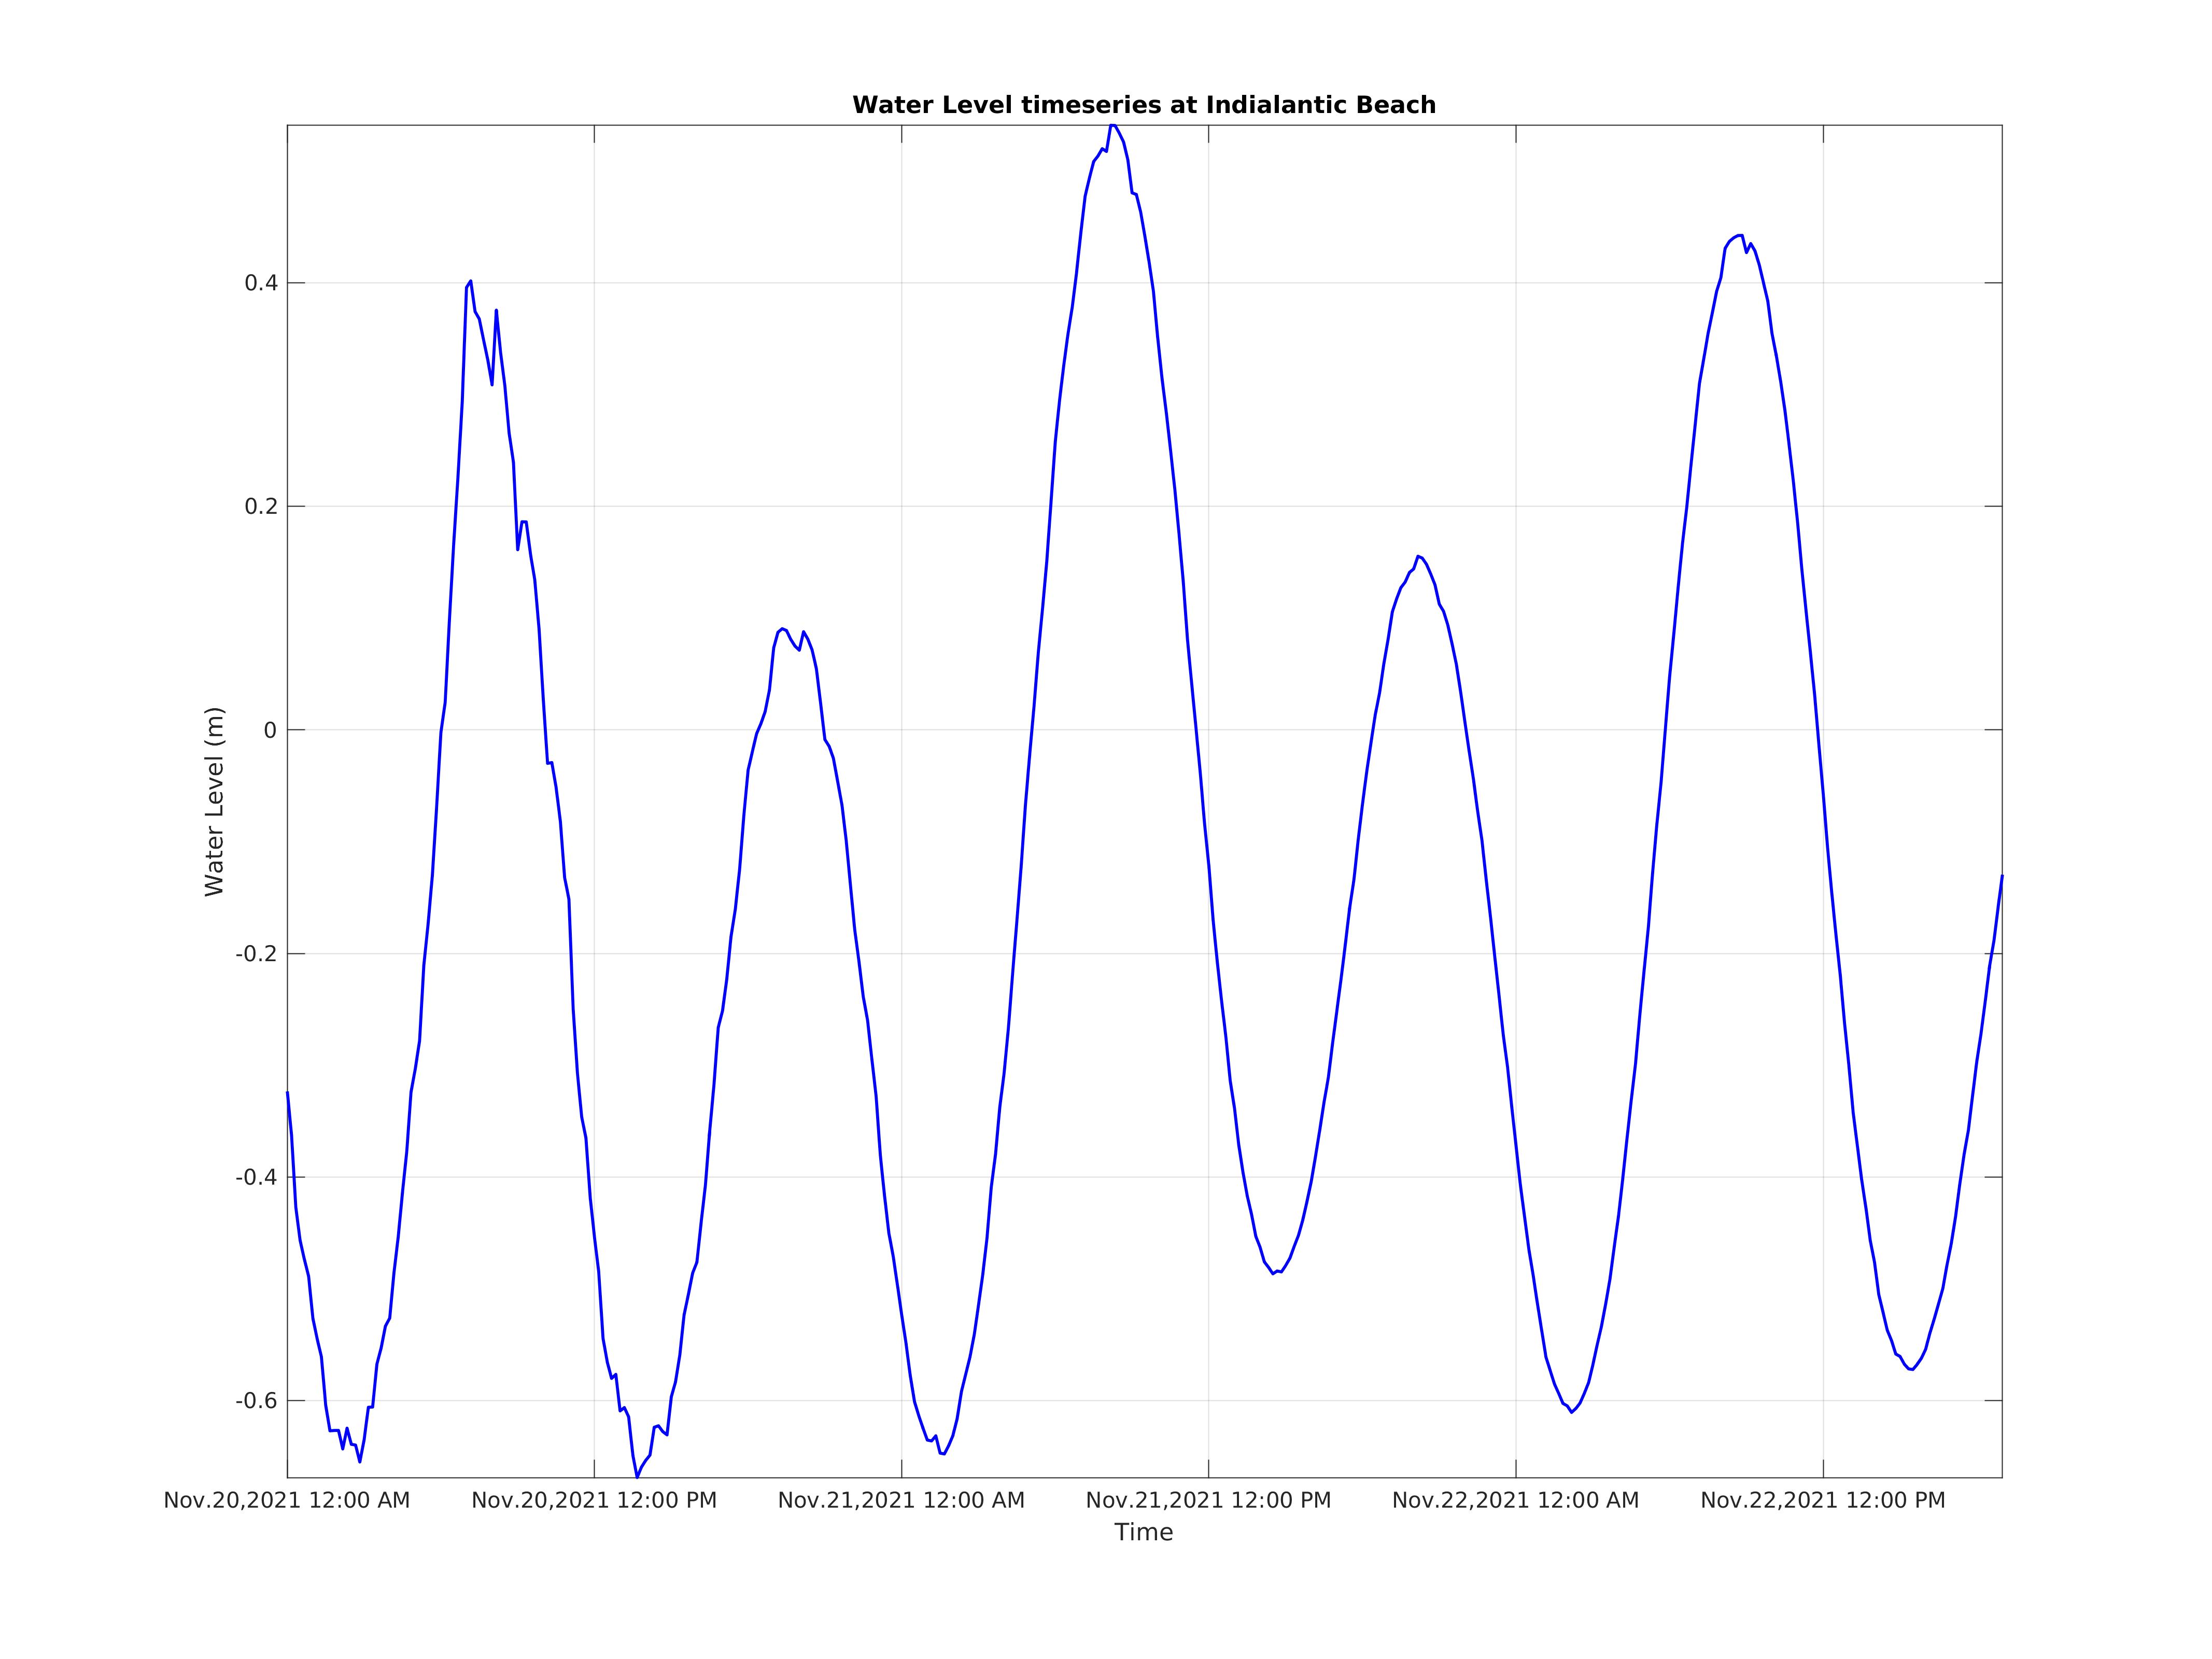 Water Level timeseries at Indialantic Beach
0.4
0.2
0
-0.2
-0.4
-0.6
Water Level (m)
Nov.20,2021 12:00 AM
Nov.20,2021 12:00 PM
Nov.21,2021 12:00 AM
Nov.21,2021 12:00 PM
Nov.22,2021 12:00 AM
Nov.22,2021 12:00 PM
Time